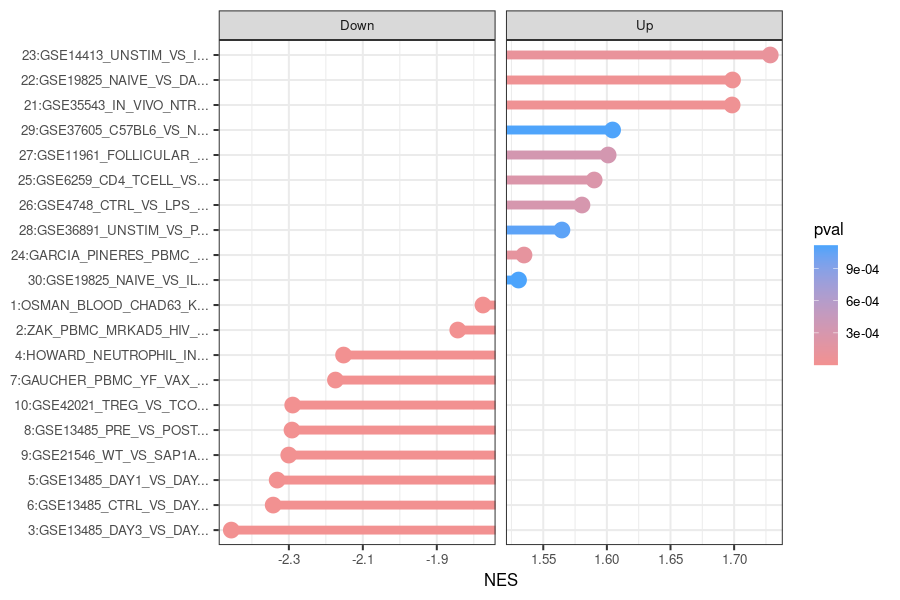 Down
Up
23:GSE14413_UNSTIM_VS_I...
22:GSE19825_NAIVE_VS_DA...
21:GSE35543_IN_VIVO_NTR...
29:GSE37605_C57BL6_VS_N...
27:GSE11961_FOLLICULAR_...
25:GSE6259_CD4_TCELL_VS...
26:GSE4748_CTRL_VS_LPS_...
28:GSE36891_UNSTIM_VS_P...
24:GARCIA_PINERES_PBMC_...
30:GSE19825_NAIVE_VS_IL...
1:OSMAN_BLOOD_CHAD63_K...
2:ZAK_PBMC_MRKAD5_HIV_...
4:HOWARD_NEUTROPHIL_IN...
7:GAUCHER_PBMC_YF_VAX_...
10:GSE42021_TREG_VS_TCO...
8:GSE13485_PRE_VS_POST...
9:GSE21546_WT_VS_SAP1A...
5:GSE13485_DAY1_VS_DAY...
6:GSE13485_CTRL_VS_DAY...
3:GSE13485_DAY3_VS_DAY...
-2.3 -2.1 -1.9
1.55 1.60 1.65 1.70
NES
pval
9e-04
6e-04
3e-04